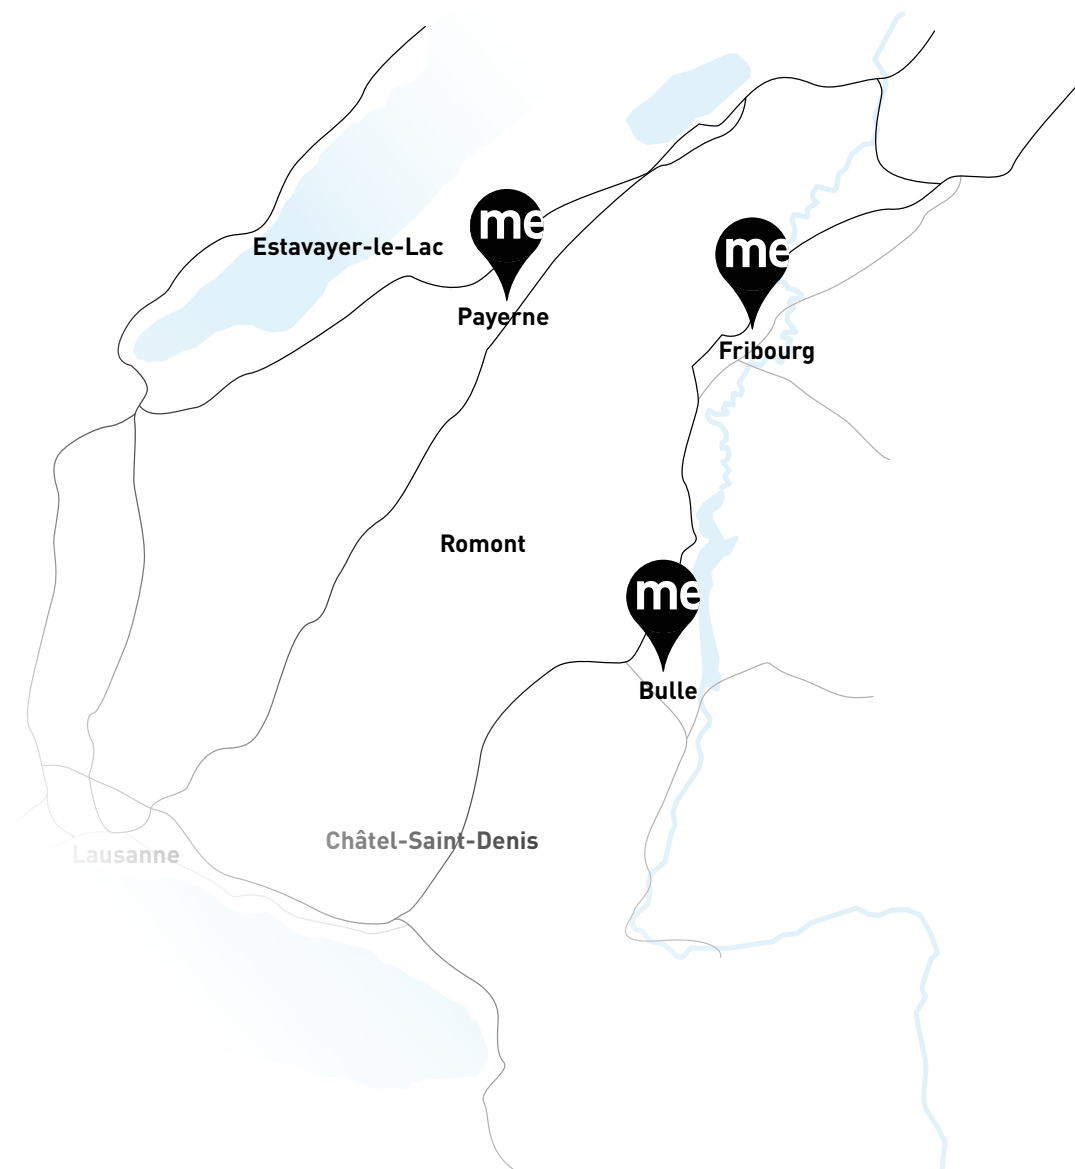 me
me
Estavayer-le-Lac
Payerne
Fribourg
Romont
me
Bulle
Châtel-Saint-Denis
Lausanne